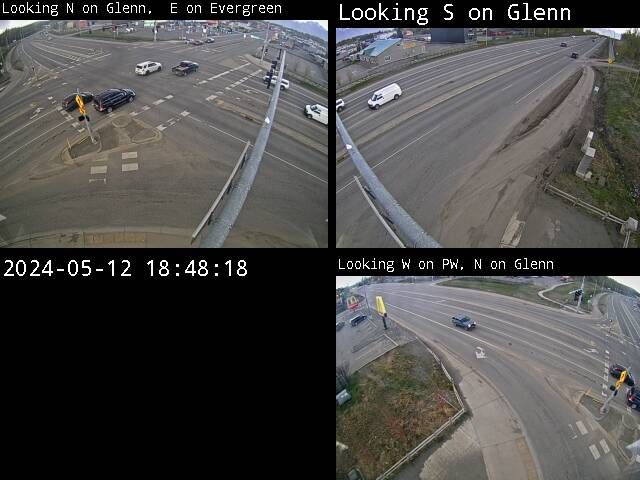 Looking N on Glenn, E on Evergreen
Looking S on Glenn
2024-05-12 18:48:18
Looking W on PW, N on Glenn